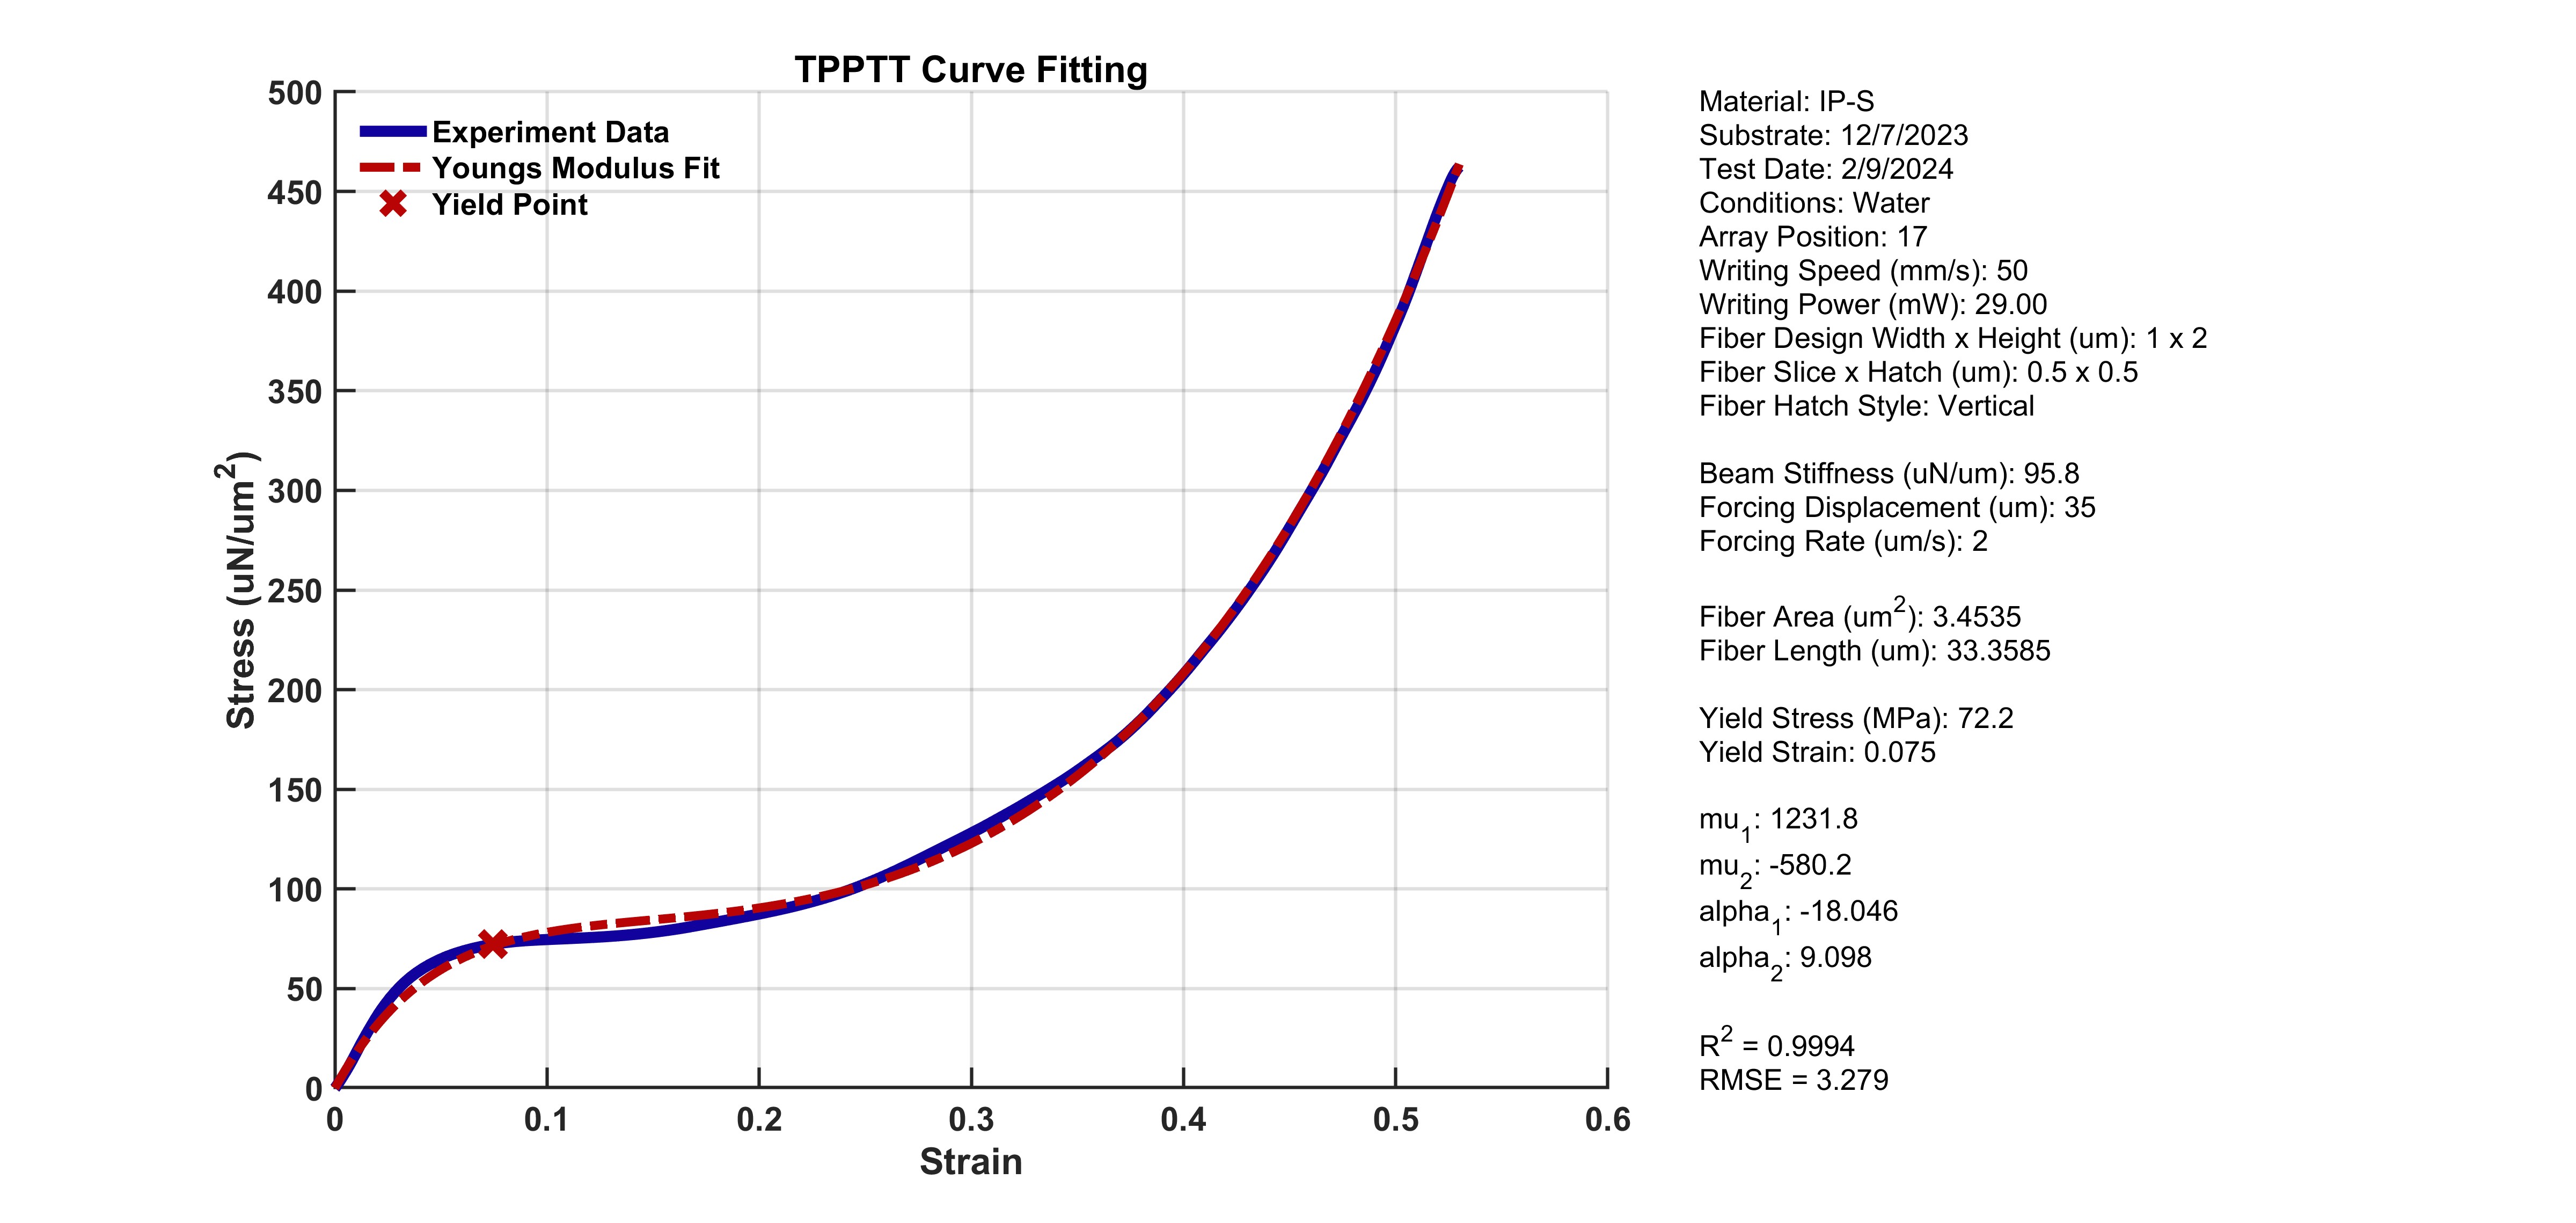 TPPTT Curve Fitting
Experiment Data
Youngs Modulus Fit
Yield Point
Stress (uN/um²)
500
450
400
350
300
250
200
150
100
50
0
0 0.1 0.2 0.3 0.4 0.5 0.6
Strain
Material: IP-S
Substrate: 12/7/2023
Test Date: 2/9/2024
Conditions: Water
Array Position: 17
Writing Speed (mm/s): 50
Writing Power (mW): 29.00
Fiber Design Width x Height (um): 1 x 2
Fiber Slice x Hatch (um): 0.5 x 0.5
Fiber Hatch Style: Vertical
Beam Stiffness (uN/um): 95.8
Forcing Displacement (um): 35
Forcing Rate (um/s): 2
Fiber Area (um²): 3.4535
Fiber Length (um): 33.3585
Yield Stress (MPa): 72.2
Yield Strain: 0.075
mu₁: 1231.8
mu₂: -580.2
alpha₁: -18.046
alpha₂: 9.098
R² = 0.9994
RMSE = 3.279